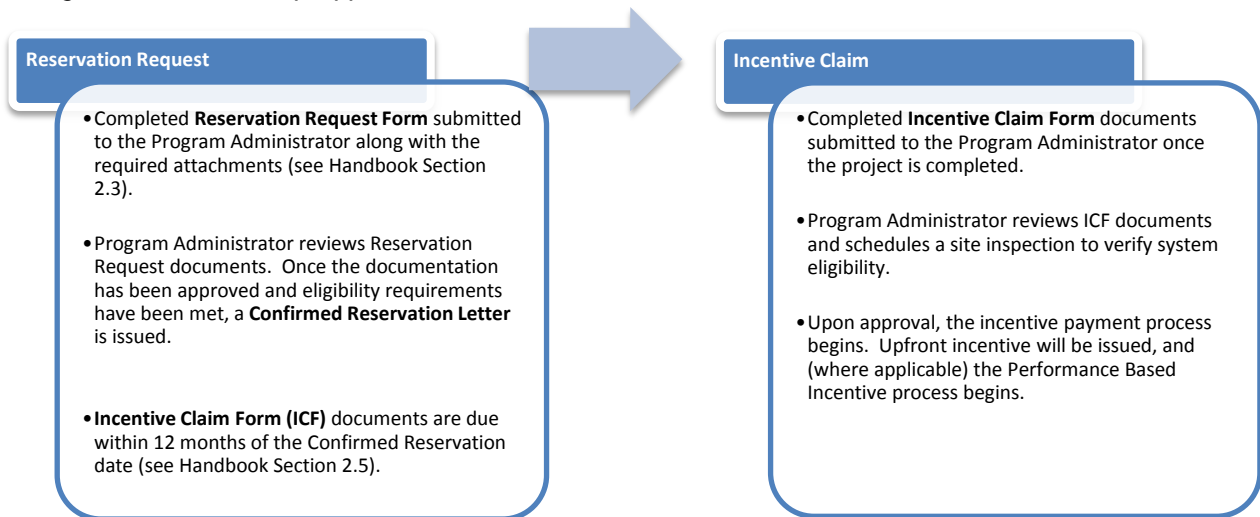 Reservation Request
•Completed Reservation Request Form submitted
to the Program Administrator along with the
required attachments (see Handbook Section
2.3).
•Program Administrator reviews Reservation
Request documents.  Once the documentation
has been approved and eligibility requirements
have been met, a Confirmed Reservation Letter
is issued.
•Incentive Claim Form (ICF) documents are due
within 12 months of the Confirmed Reservation
date (see Handbook Section 2.5).
Incentive Claim
•Completed Incentive Claim Form documents
submitted to the Program Administrator once
the project is completed.
•Program Administrator reviews ICF documents
and schedules a site inspection to verify system
eligibility.
•Upon approval, the incentive payment process
begins.  Upfront incentive will be issued, and
(where applicable) the Performance Based
Incentive process begins.